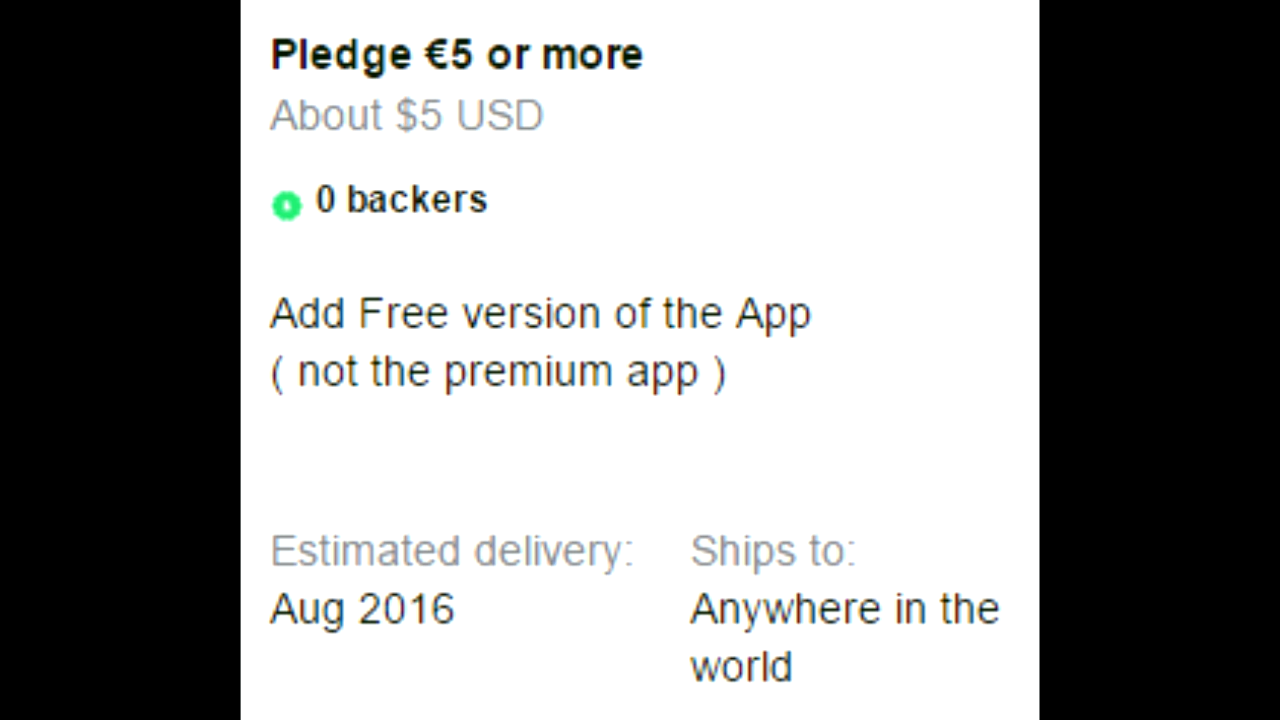 Pledge €5 or more
About $5 USD
0 backers
Add Free version of the App
( not the premium app )
Estimated delivery: Ships to:
Aug 2016 Anywhere in the
world